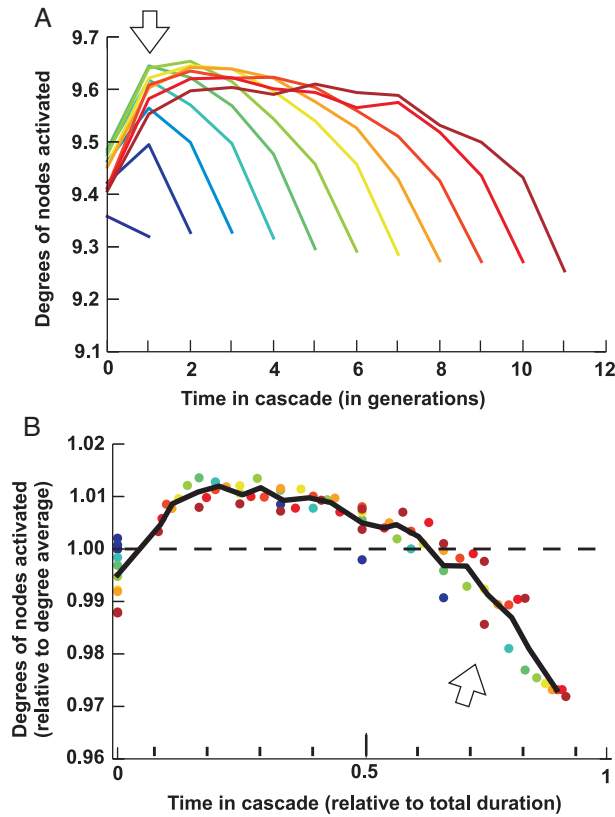 A
9.7
9.6
9.5
9.4
9.3
9.2
9.1
Degrees of nodes activated
0 2 4 6 8 10 12
Time in cascade (in generations)
B
1.02
1.01
1.00
0.99
0.98
0.97
0.96
Degrees of nodes activated
(relative to degree average)
0 0.5 1
Time in cascade (relative to total duration)